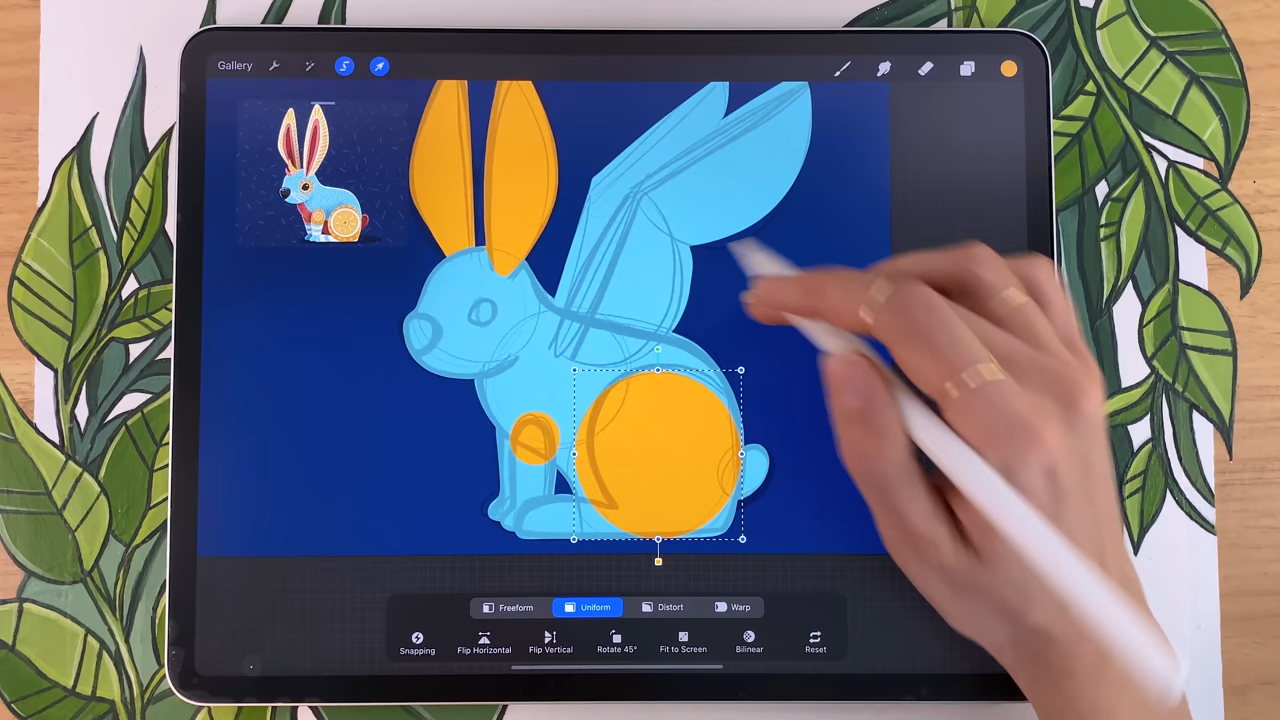 Gallery
Freeform Uniform Distort Warp
Snapping Flip Horizontal Flip Vertical Rotate 45° Fit to Screen Bilinear Reset